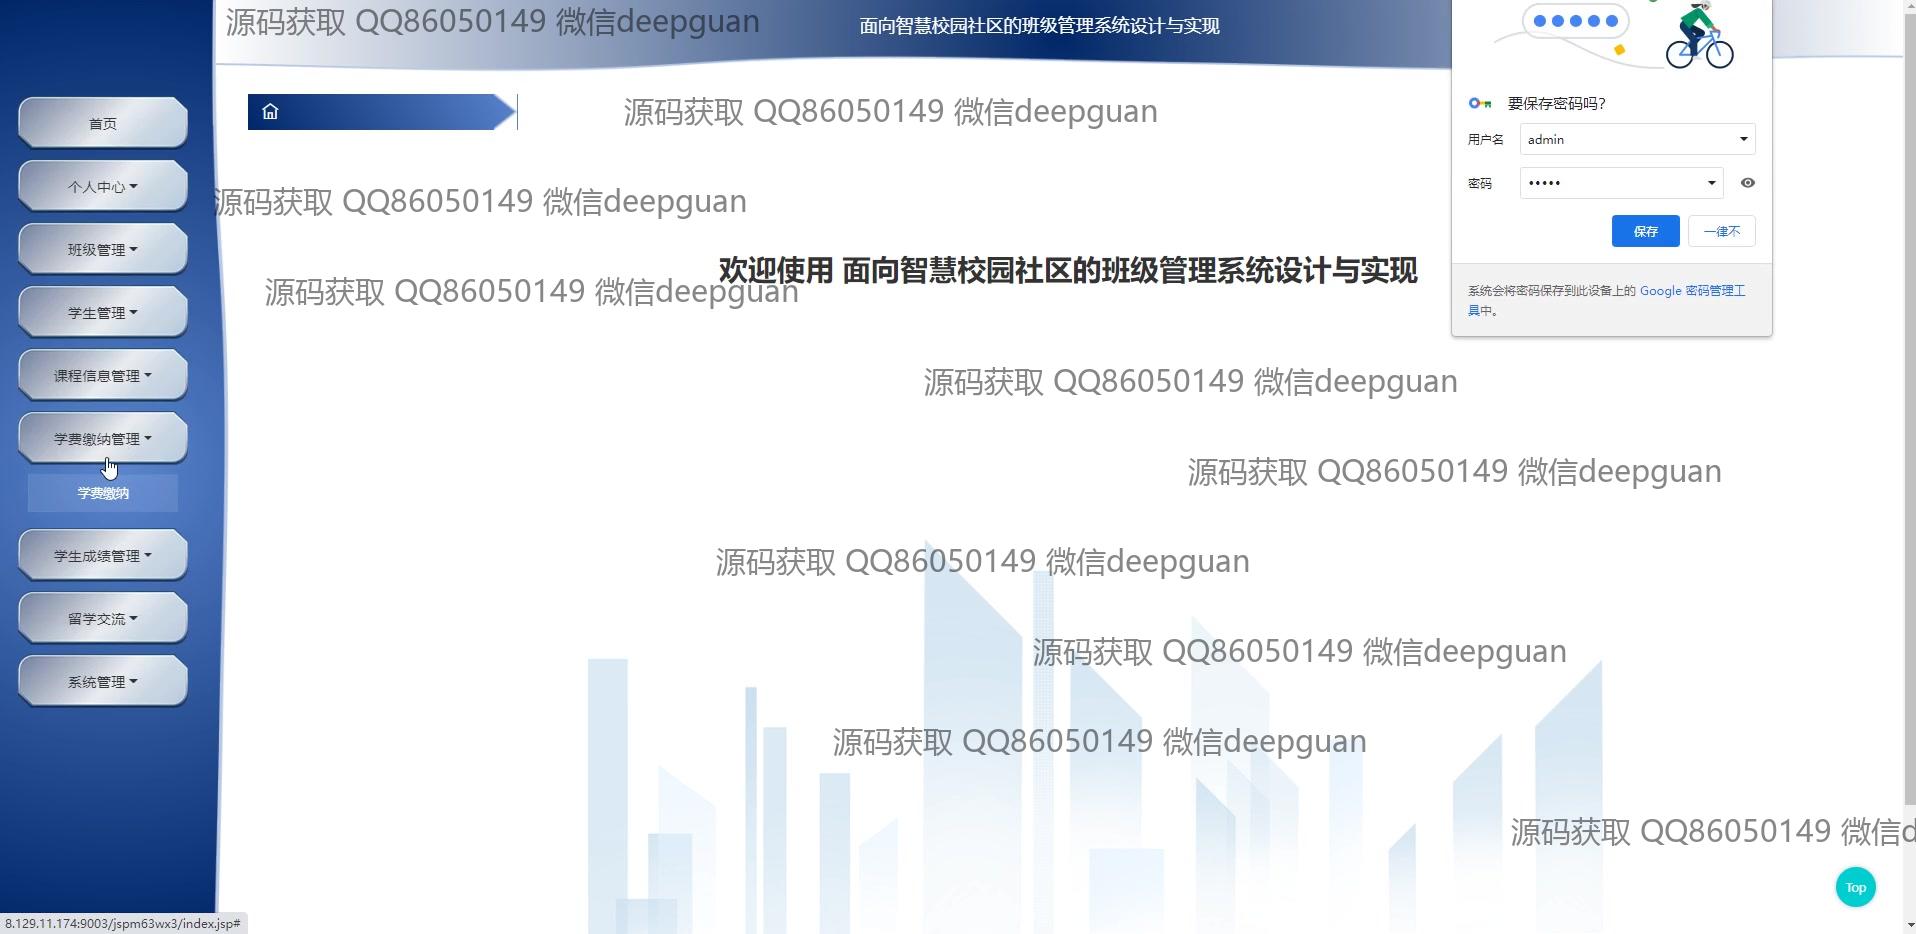 源码获取 QQ86050149 微信deepguan
面向智慧校园社区的班级管理系统设计与实现
要保存密码吗?
用户名 admin
密码 •••••
保存 一律不
系统会将密码保存到此设备上的 Google 密码管理工
具中。
源码获取 QQ86050149 微信deepguan
首页
个人中心
源码获取 QQ86050149 微信deepguan
班级管理
欢迎使用 面向智慧校园社区的班级管理系统设计与实现
源码获取 QQ86050149 微信deepguan
学生管理
课程信息管理
源码获取 QQ86050149 微信deepguan
学费缴纳管理
源码获取 QQ86050149 微信deepguan
学费缴纳
学生成绩管理
源码获取 QQ86050149 微信deepguan
留学交流
源码获取 QQ86050149 微信deepguan
系统管理
源码获取 QQ86050149 微信deepguan
源码获取 QQ86050149 微信d
Top
8.129.11.174:9003/jspm63wx3/index.jsp#